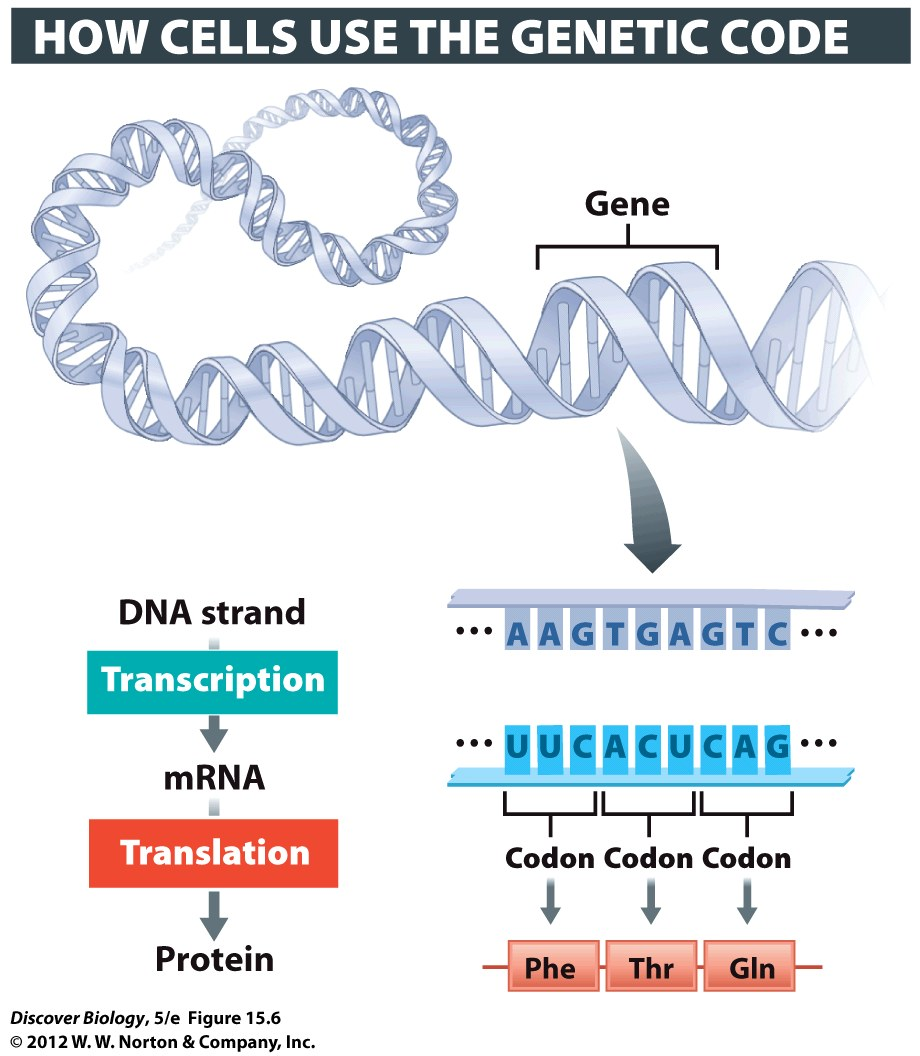 HOW CELLS USE THE GENETIC CODE
Gene
DNA strand
Transcription
mRNA
Translation
Protein
••• A A G T G A G T C •••
••• U U C A C U C A G •••
Codon Codon Codon
Phe Thr Gln
Discover Biology, 5/e Figure 15.6
© 2012 W. W. Norton & Company, Inc.